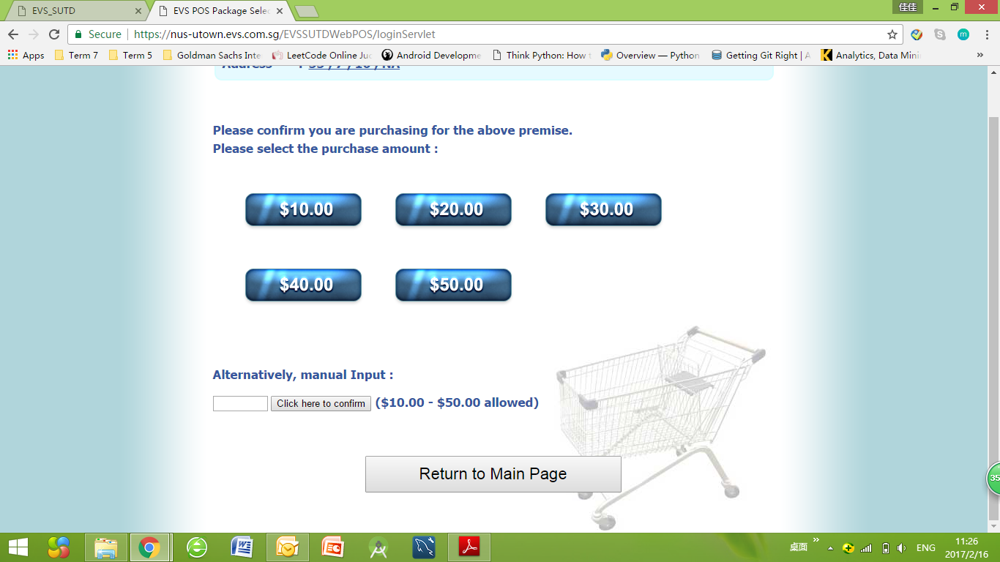 EVS_SUTD
EVS POS Package Selec
佳佳
Secure https://nus-utown.evs.com.sg/EVSSUTDWebPOS/loginServlet
m
Apps Term 7 Term 5 Goldman Sachs Inte LeetCode Online Juc Android Developme Think Python: How t Overview — Python Getting Git Right | A Analytics, Data Mini »
Please confirm you are purchasing for the above premise.
Please select the purchase amount :
$10.00 $20.00 $30.00
$40.00 $50.00
Alternatively, manual Input :
Click here to confirm ($10.00 - $50.00 allowed)
Return to Main Page
35
桌面 » ENG 11:26
2017/2/16